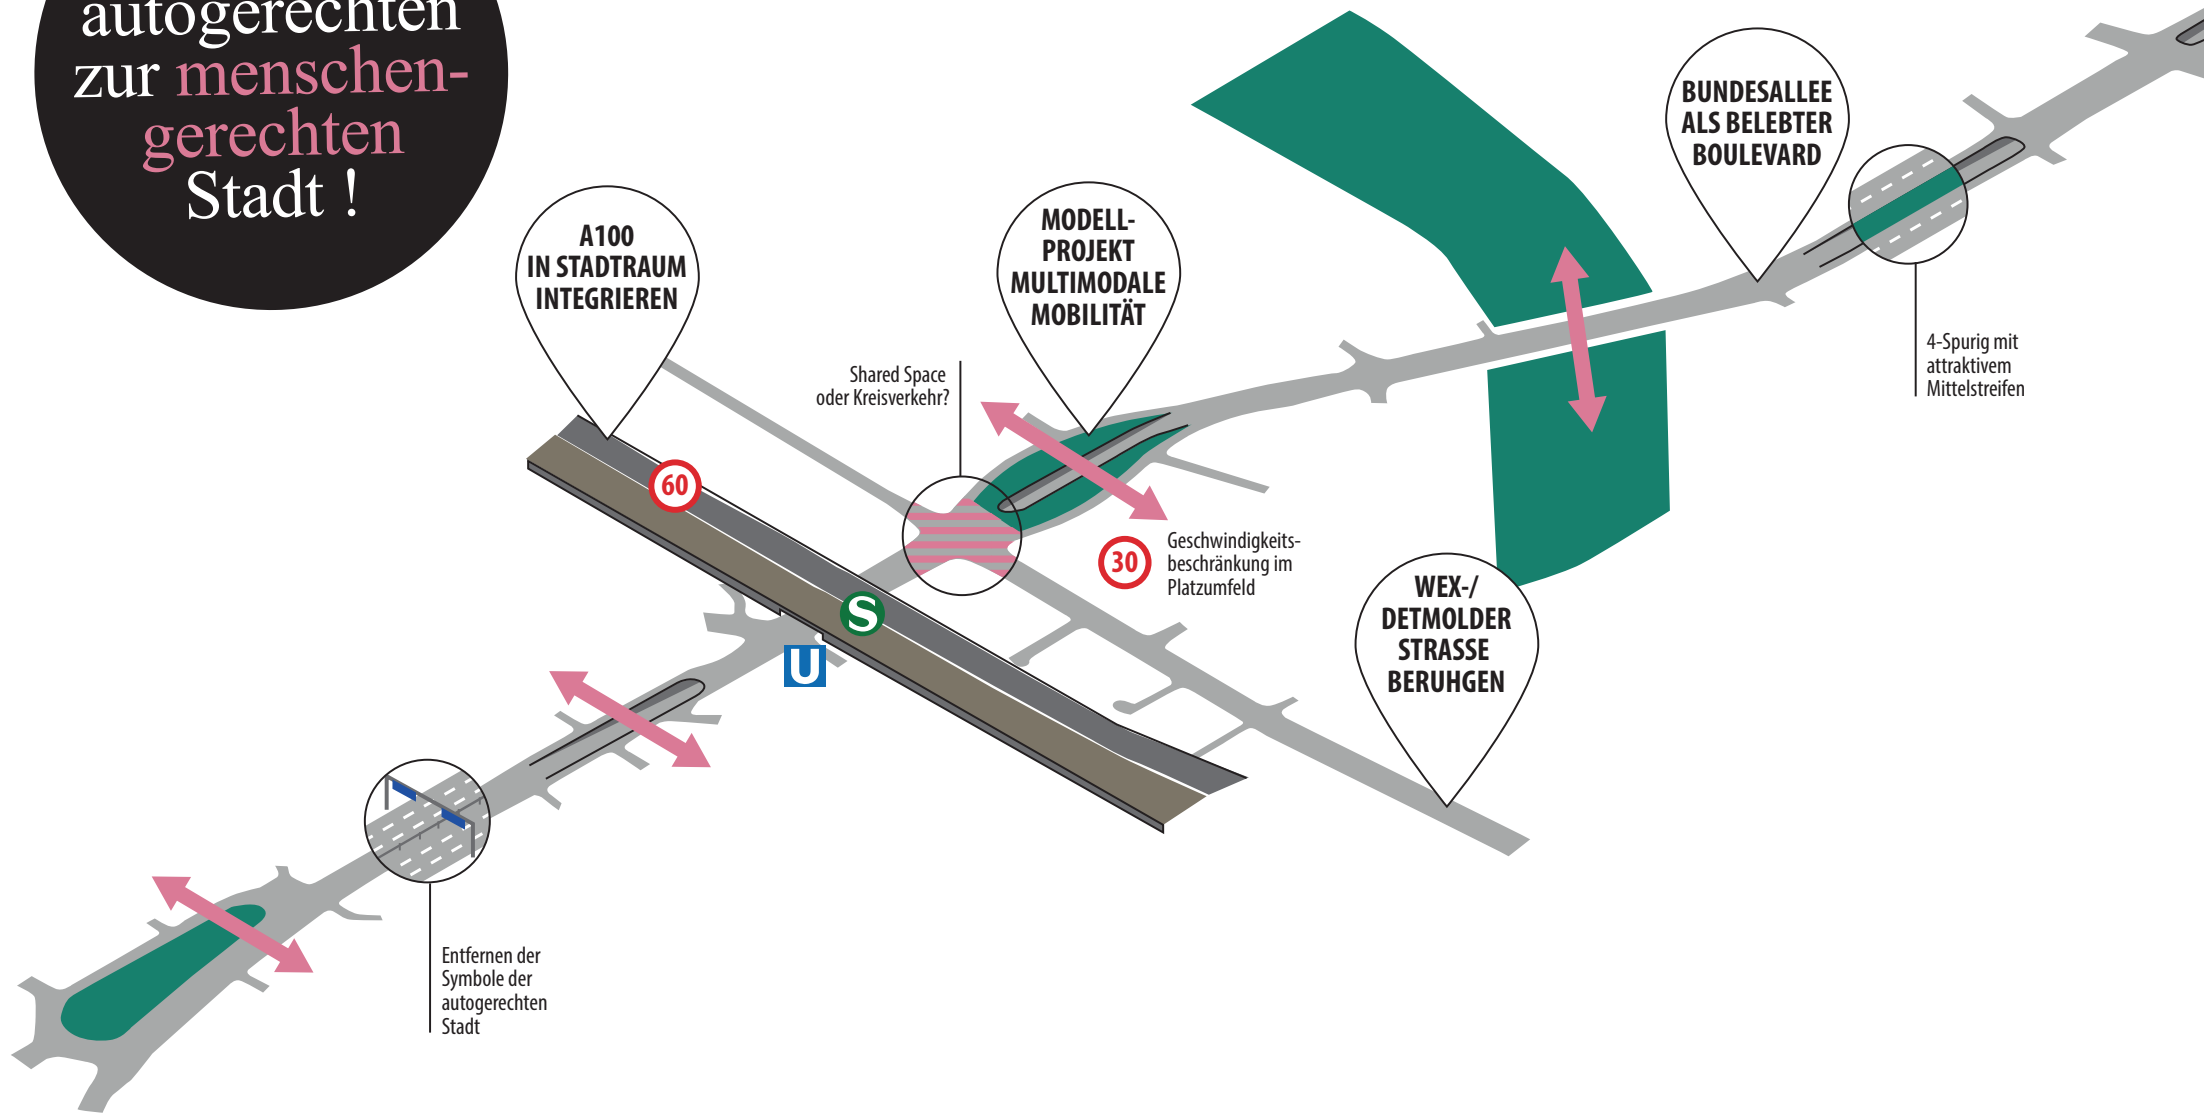 autogerechten
zur menschen-
gerechten
Stadt !
A100
IN STADTRAUM
INTEGRIEREN
MODELL-
PROJEKT
MULTIMODALE
MOBILITÄT
BUNDESALLEE
ALS BELEBTER
BOULEVARD
4-Spurig mit
attraktivem
Mittelstreifen
Shared Space
oder Kreisverkehr?
60
30
Geschwindigkeits-
beschränkung im
Platzumfeld
WEX-/
DETMOLDER
STRASSE
BERUHGEN
S
U
Entfernen der
Symbole der
autogerechten
Stadt